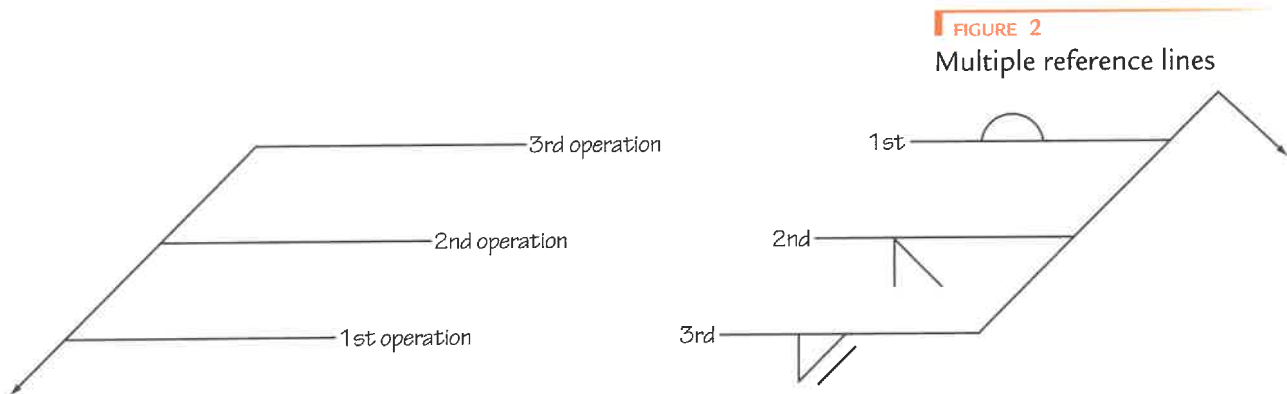 FIGURE 2
Multiple reference lines
3rd operation
2nd operation
1st operation
1st
2nd
3rd